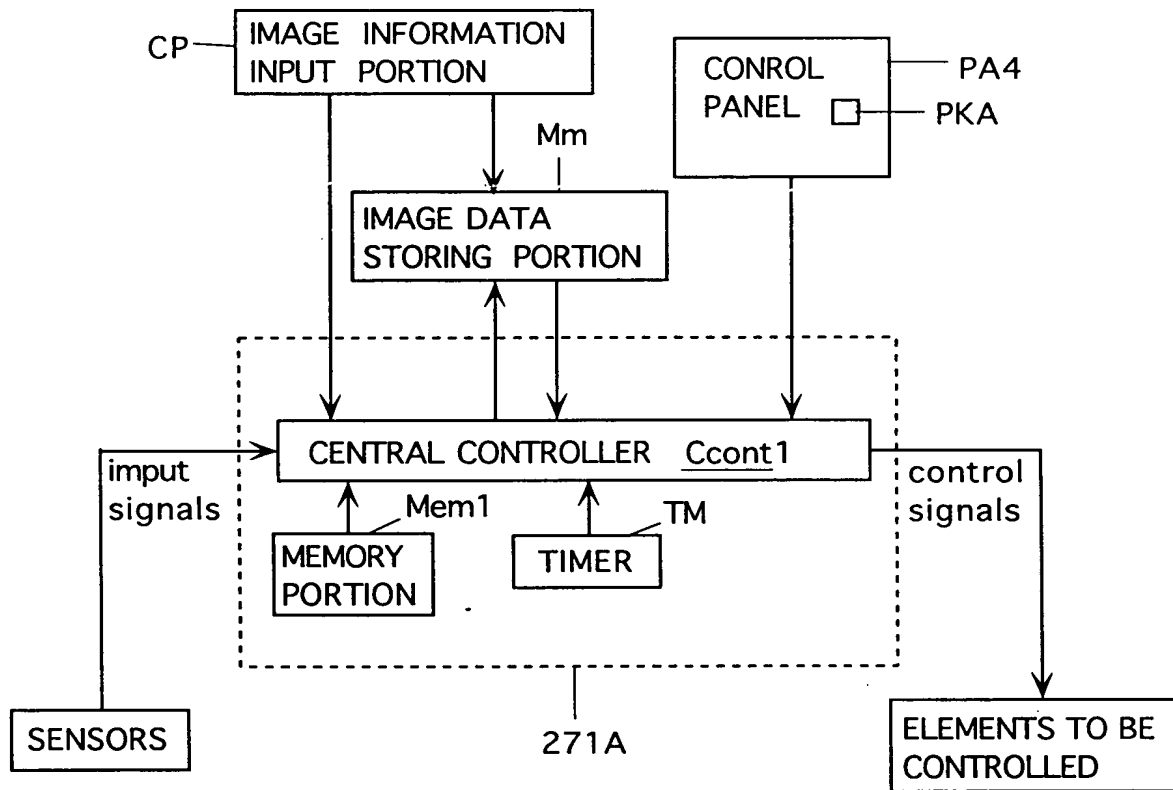 CP
IMAGE INFORMATION
INPUT PORTION
CONROL
PANEL
PA4
PKA
Mm
IMAGE DATA
STORING PORTION
CENTRAL CONTROLLER Ccont1
imput
signals
control
signals
Mem1
MEMORY
PORTION
TM
TIMER
SENSORS
271A
ELEMENTS TO BE
CONTROLLED